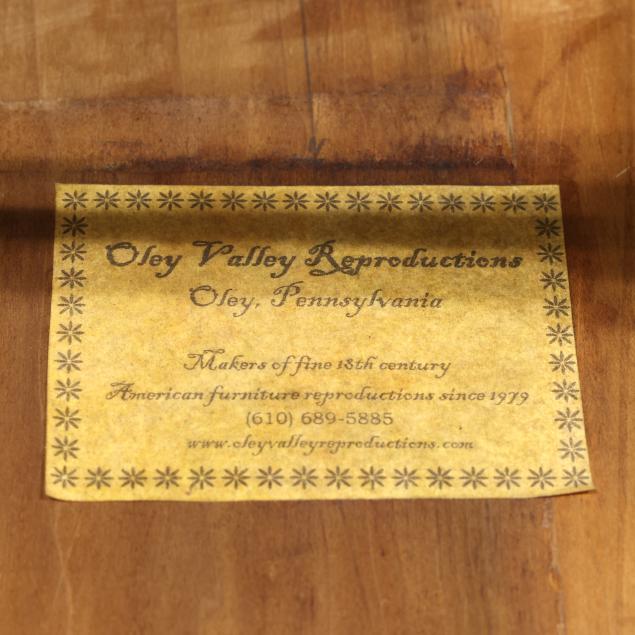 Oley Valley Reproductions
Oley, Pennsylvania
Makers of fine 18th century
American furniture reproductions since 1979
(610) 689-5885
www.oleyvalleyreproductions.com